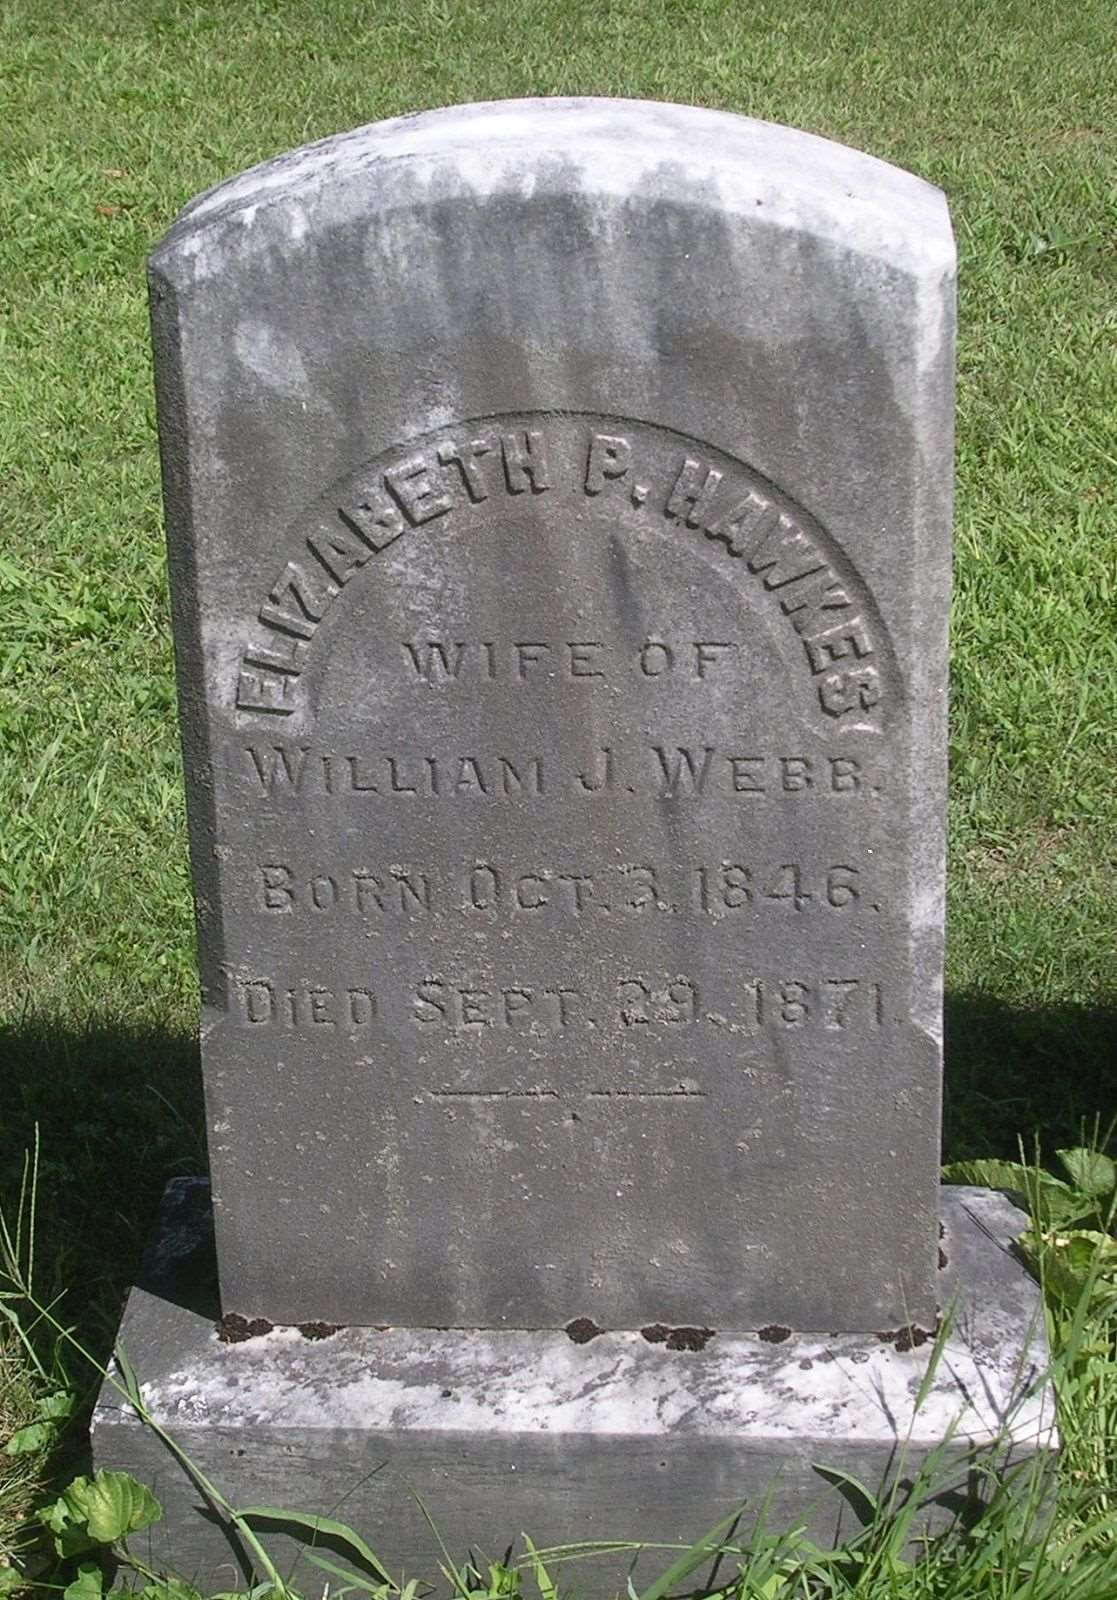 ELIZABETH P. HAWKES
WIFE OF
WILLIAM J. WEBB.
BORN OCT. 3. 1846.
DIED SEPT. 29. 1871.